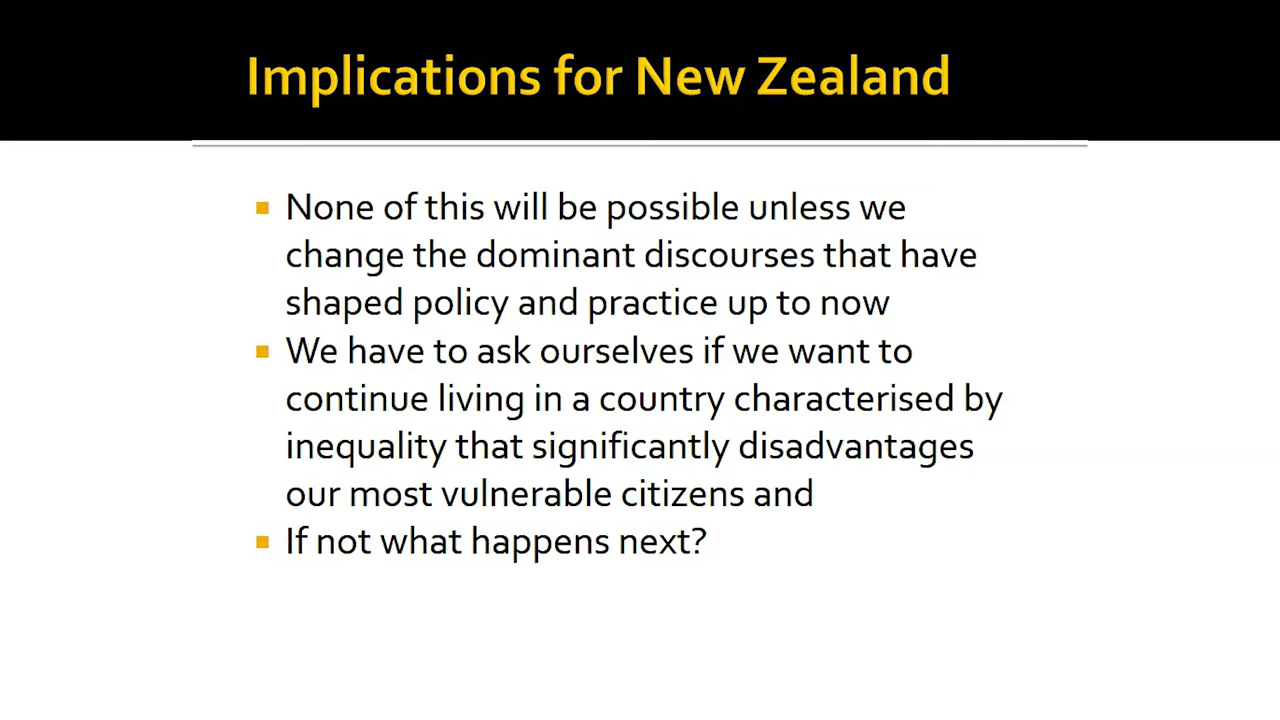 Implications for New Zealand
None of this will be possible unless we
change the dominant discourses that have
shaped policy and practice up to now
We have to ask ourselves if we want to
continue living in a country characterised by
inequality that significantly disadvantages
our most vulnerable citizens and
If not what happens next?